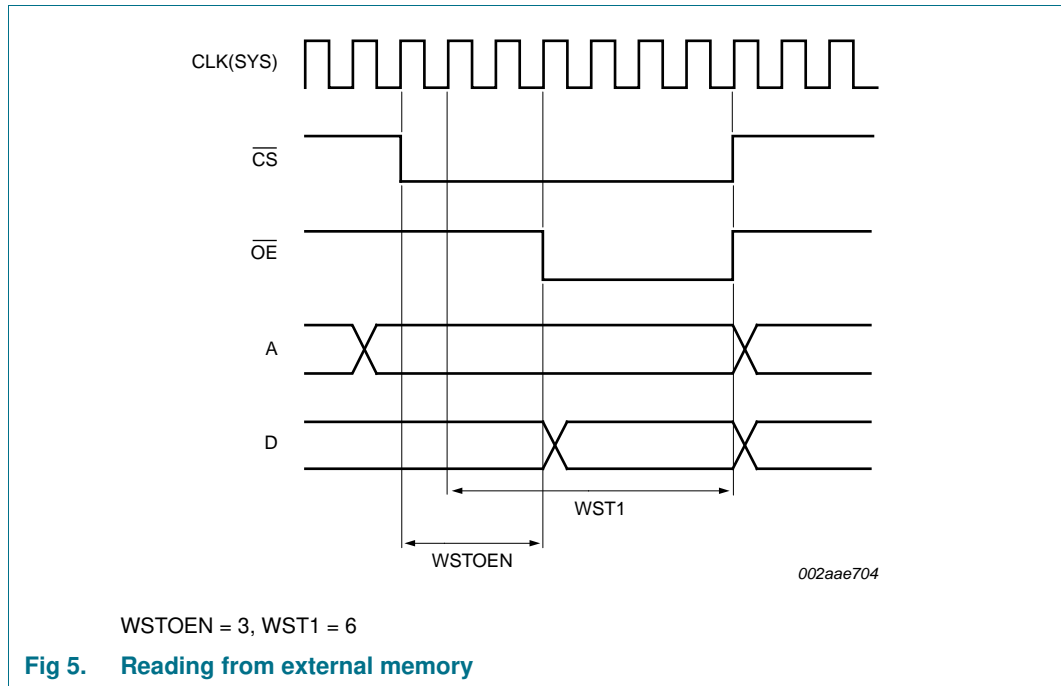 CLK(SYS)
CS
OE
A
D
WST1
WSTOEN
002aae704
WSTOEN = 3, WST1 = 6
Fig 5. Reading from external memory